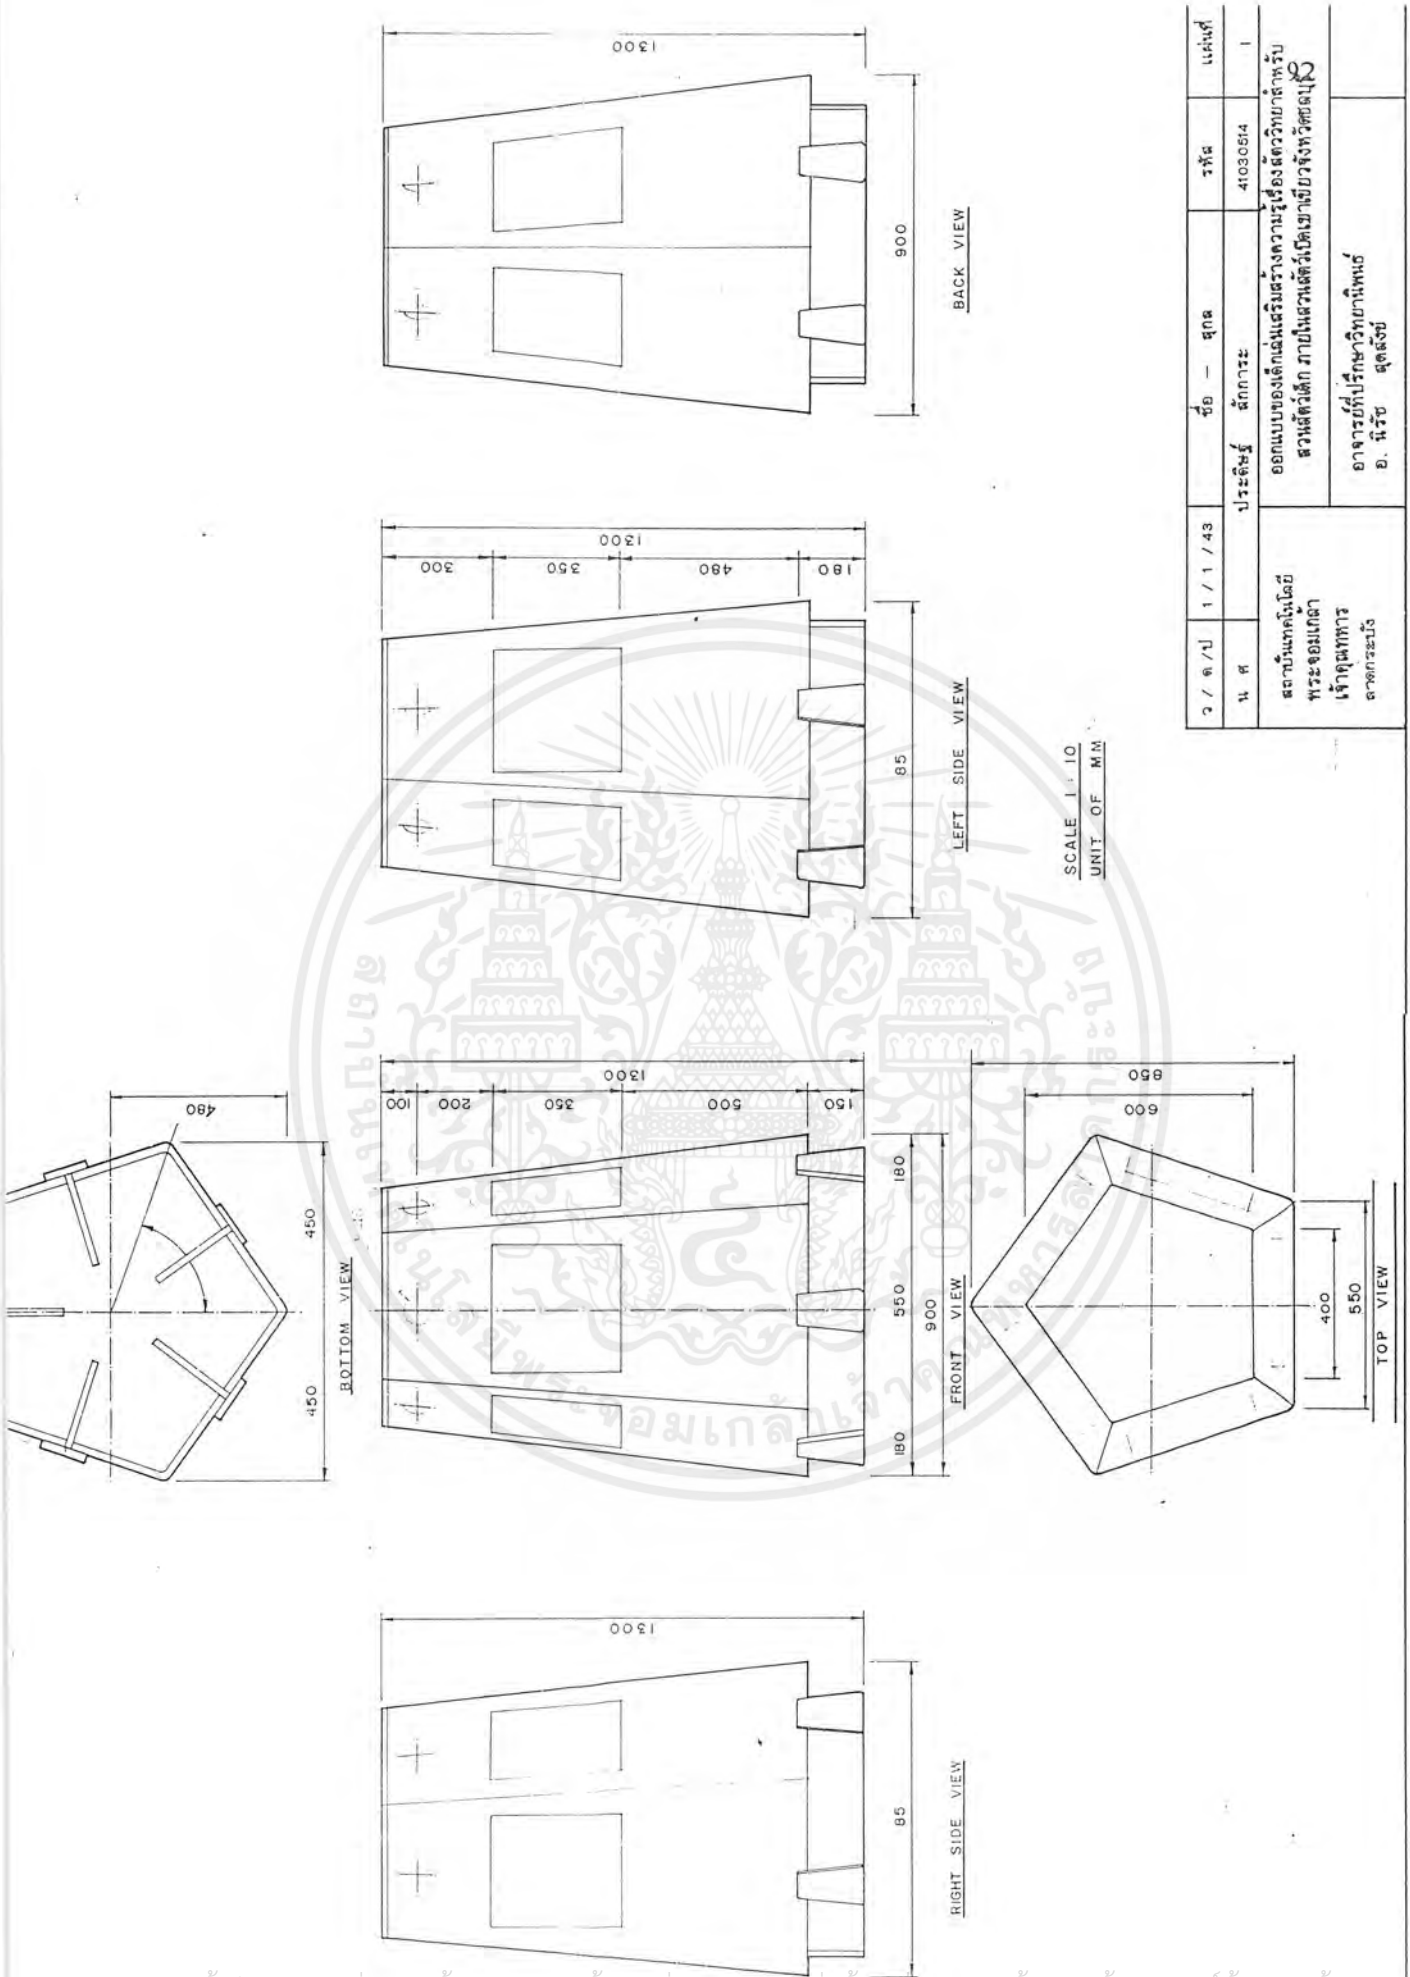 BOTTOM VIEW
480
450
450
RIGHT SIDE VIEW
1300
85
FRONT VIEW
1300
100
200
350
500
150
180
550
180
900
LEFT SIDE VIEW
1300
300
350
480
180
85
BACK VIEW
1300
900
TOP VIEW
850
600
400
550
SCALE 1 : 10
UNIT OF MM
ว / ด / ป 1 / 1 / 43 ชื่อ – สกุล รหัส แผ่นที่
น ศ ประดิษฐ์ สักการะ 41030514 1
สถาบันเทคโนโลยี
พระจอมเกล้า
เจ้าคุณทหาร
ลาดกระบัง
ออกแบบของเด็กเล่นเสริมสร้างความรู้เรื่องสัตววิทยาสำหรับ
สวนสัตว์เด็ก ภายในสวนสัตว์เปิดเขาเขียวจังหวัดชลบุรี
92
อาจารย์ที่ปรึกษาวิทยานิพนธ์
อ. นิรัช สุดสังข์